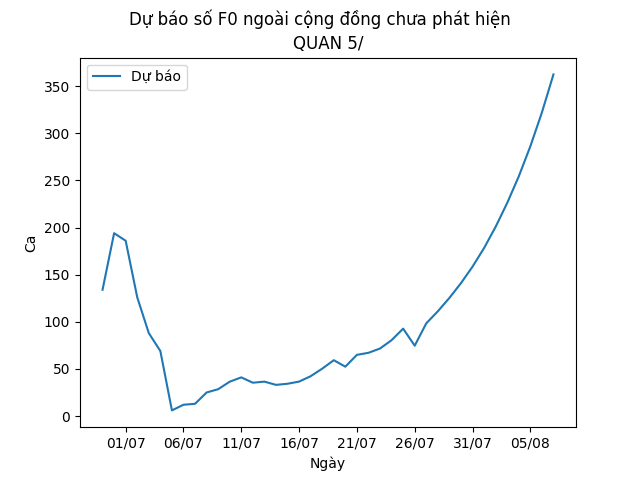 Dự báo số F0 ngoài cộng đồng chưa phát hiện
QUAN 5/
Dự báo
Ca
350
300
250
200
150
100
50
0
01/07 06/07 11/07 16/07 21/07 26/07 31/07 05/08
Ngày